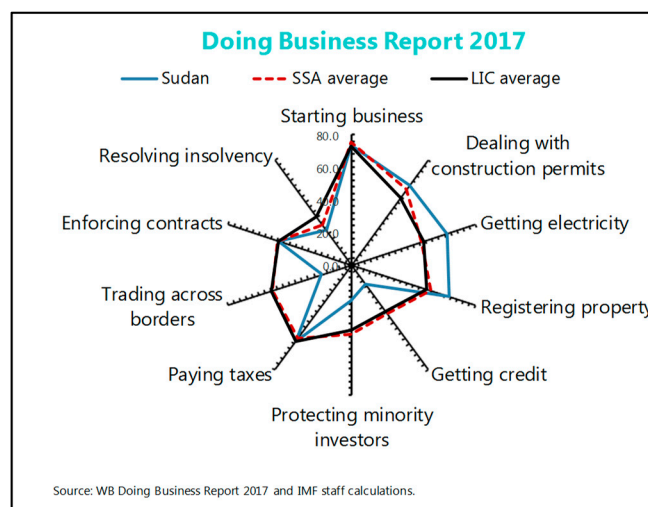 Doing Business Report 2017
Sudan SSA average LIC average
Starting business
80.0
60.0
40.0
20.0
0.0
Dealing with
construction permits
Getting electricity
Registering property
Getting credit
Protecting minority
investors
Paying taxes
Trading across
borders
Enforcing contracts
Resolving insolvency
Source: WB Doing Business Report 2017 and IMF staff calculations.